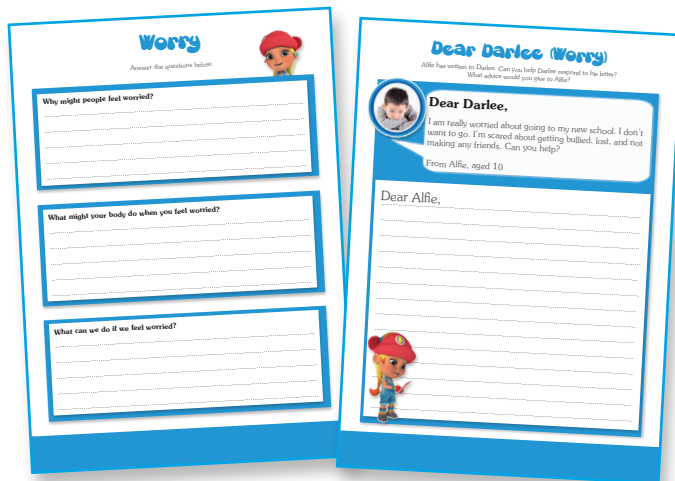 Worry
Answer the questions below.
Why might people feel worried?
What might your body do when you feel worried?
What can we do if we feel worried?
Dear Darlee (Worry)
Alfie has written to Darlee. Can you help Darlee respond to his letter?
What advice would you give to Alfie?
Dear Darlee,
I am really worried about going to my new school. I don't
want to go. I'm scared about getting bullied, lost, and not
making any friends. Can you help?
From Alfie, aged 10
Dear Alfie,